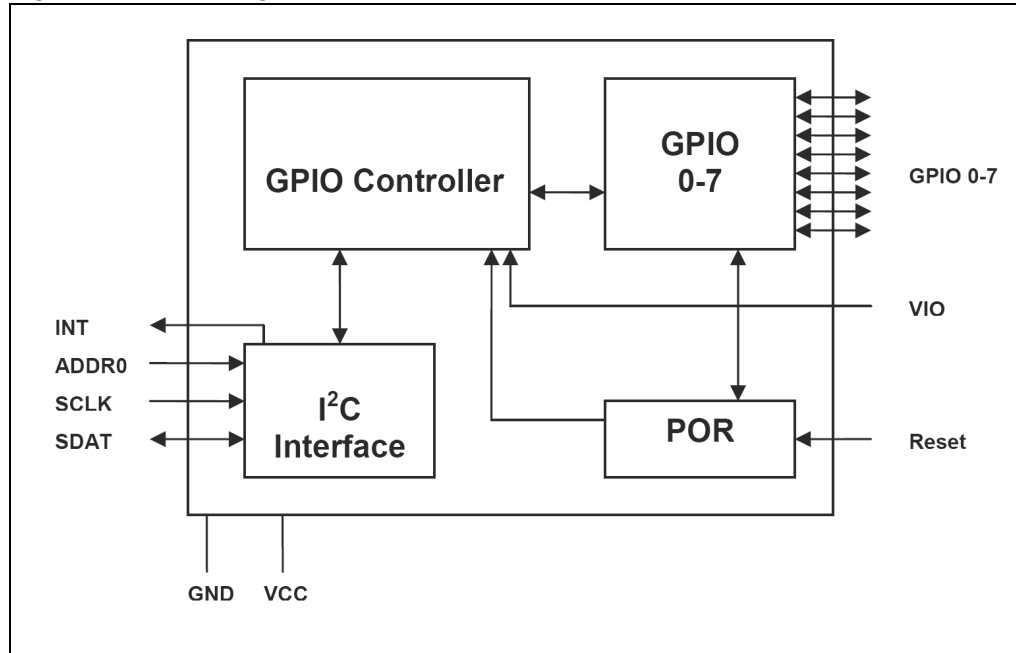 GPIO Controller
GPIO
0-7
GPIO 0-7
VIO
INT
ADDR0
SCLK
SDAT
I²C
Interface
POR
Reset
GND
VCC